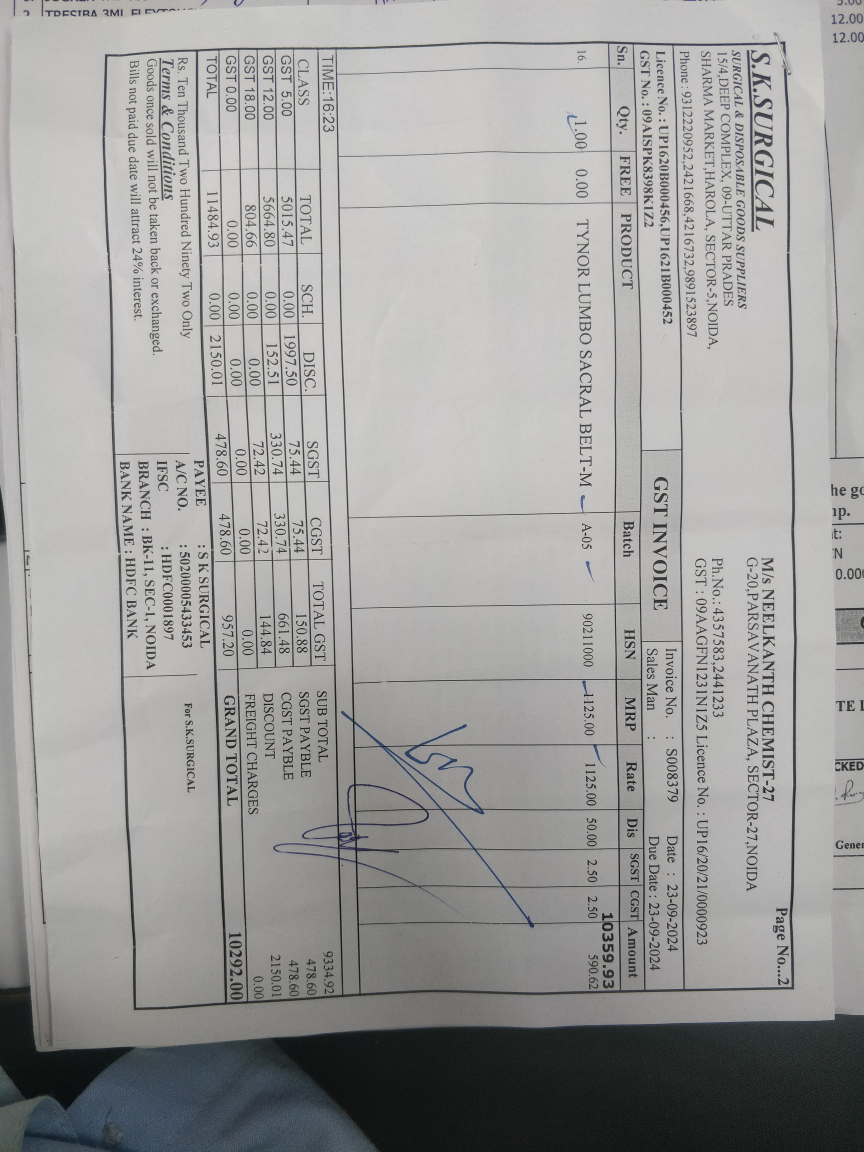 Page No...2
S.K.SURGICAL
SURGICAL & DISPOSABLE GOODS SUPPLIERS
15/4,DEEP COMPLEX, 09-UTTAR PRADES
SHARMA MARKET,HAROLA, SECTOR-5,NOIDA,
Phone : 9312220952,2421668,4216732,9891523897
Licence No. : UP1620B000456,UP1621B000452
GST No. : 09AISPK8398K1Z2
GST INVOICE
M/s NEELKANTH CHEMIST-27
G-20,PARSAVANATH PLAZA, SECTOR-27,NOIDA
Ph.No.: 4357583,2441233
GST : 09AAGFN1231N1Z5 Licence No. : UP16/20/21/0000923
Invoice No. : S008379 Date : 23-09-2024
Sales Man : Due Date : 23-09-2024
Sn. Qty. FREE PRODUCT Batch HSN MRP Rate Dis SGST CGST Amount
10359.93
16. 1.00 0.00 TYNOR LUMBO SACRAL BELT-M A-05 90211000 1125.00 1125.00 50.00 2.50 2.50 590.62
TIME:16:23
CLASS TOTAL SCH. DISC. SGST CGST TOTAL GST
GST 5.00 5015.47 0.00 1997.50 75.44 75.44 150.88
GST 12.00 5664.80 0.00 152.51 330.74 330.74 661.48
GST 18.00 804.66 0.00 0.00 72.42 72.42 144.84
GST 0.00 0.00 0.00 0.00 0.00 0.00 0.00
TOTAL 11484.93 0.00 2150.01 478.60 478.60 957.20
SUB TOTAL 9334.92
SGST PAYBLE 478.60
CGST PAYBLE 478.60
DISCOUNT 2150.01
FREIGHT CHARGES 0.00
GRAND TOTAL 10292.00
Rs. Ten Thousand Two Hundred Ninety Two Only
Terms & Conditions
Goods once sold will not be taken back or exchanged.
Bills not paid due date will attract 24% interest.
PAYEE : S K SURGICAL
A/C NO. : 50200005433453
IFSC : HDFC0001897
BRANCH : BK-11, SEC-1, NOIDA
BANK NAME : HDFC BANK
For S.K.SURGICAL
2 TRESIBA 3ML
12.00
12.00